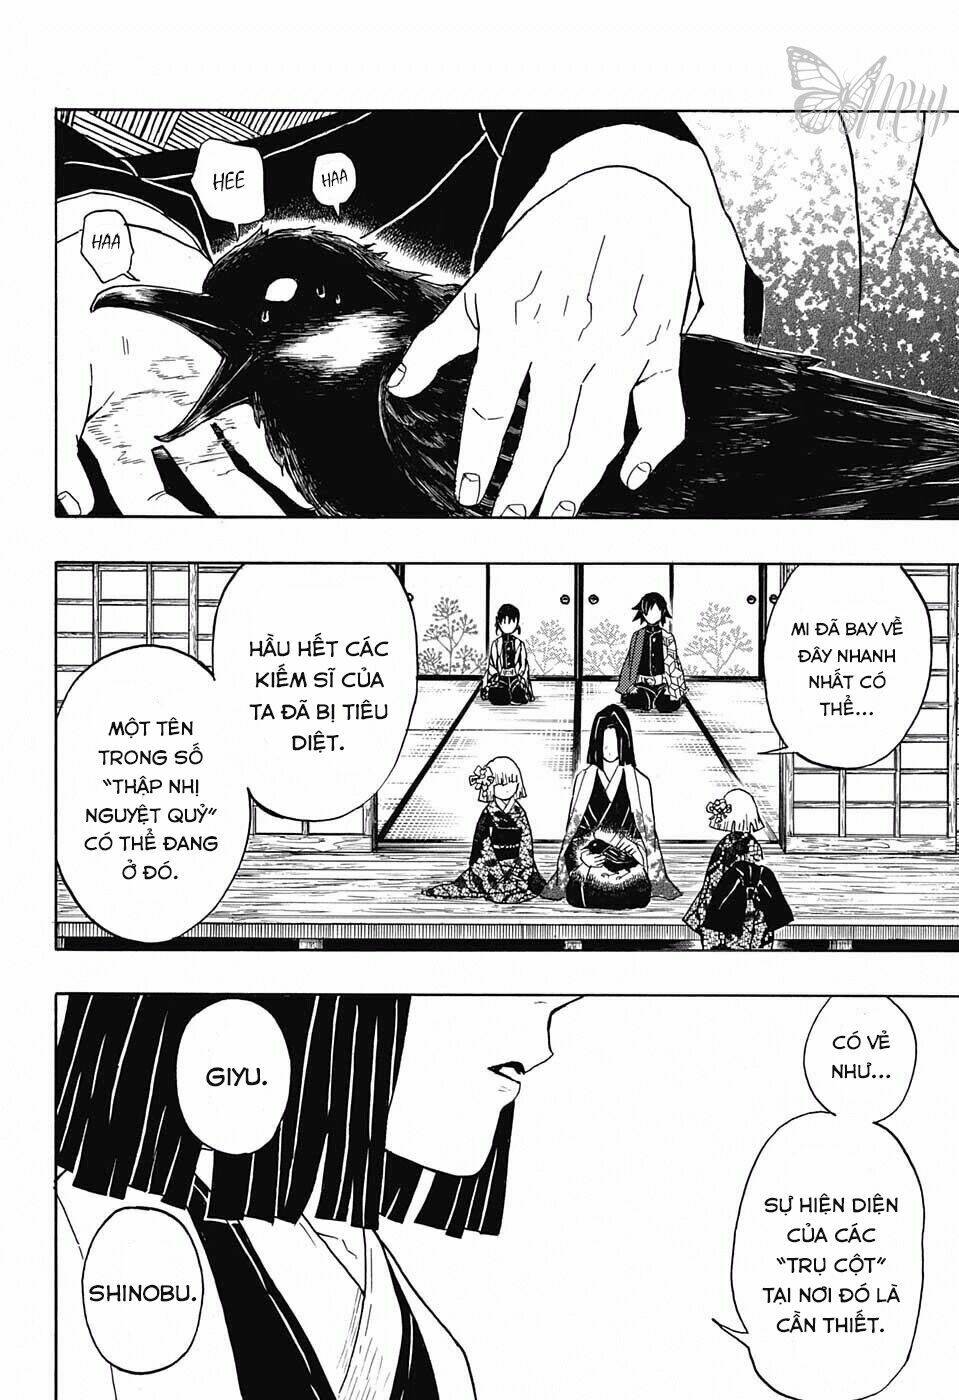 HAA
HEE
HAA
MI ĐÃ BAY VỀ
ĐÂY NHANH
NHẤT CÓ
THỂ...
HẦU HẾT CÁC
KIẾM SĨ CỦA
TA ĐÃ BỊ TIÊU
DIỆT.
MỘT TÊN
TRONG SỐ
"THẬP NHỊ
NGUYỆT QUỶ"
CÓ THỂ ĐANG
Ở ĐÓ.
CÓ VẺ
NHƯ...
SỰ HIỆN DIỆN
CỦA CÁC
"TRỤ CỘT"
TẠI NƠI ĐÓ LÀ
CẦN THIẾT.
GIYU.
SHINOBU.